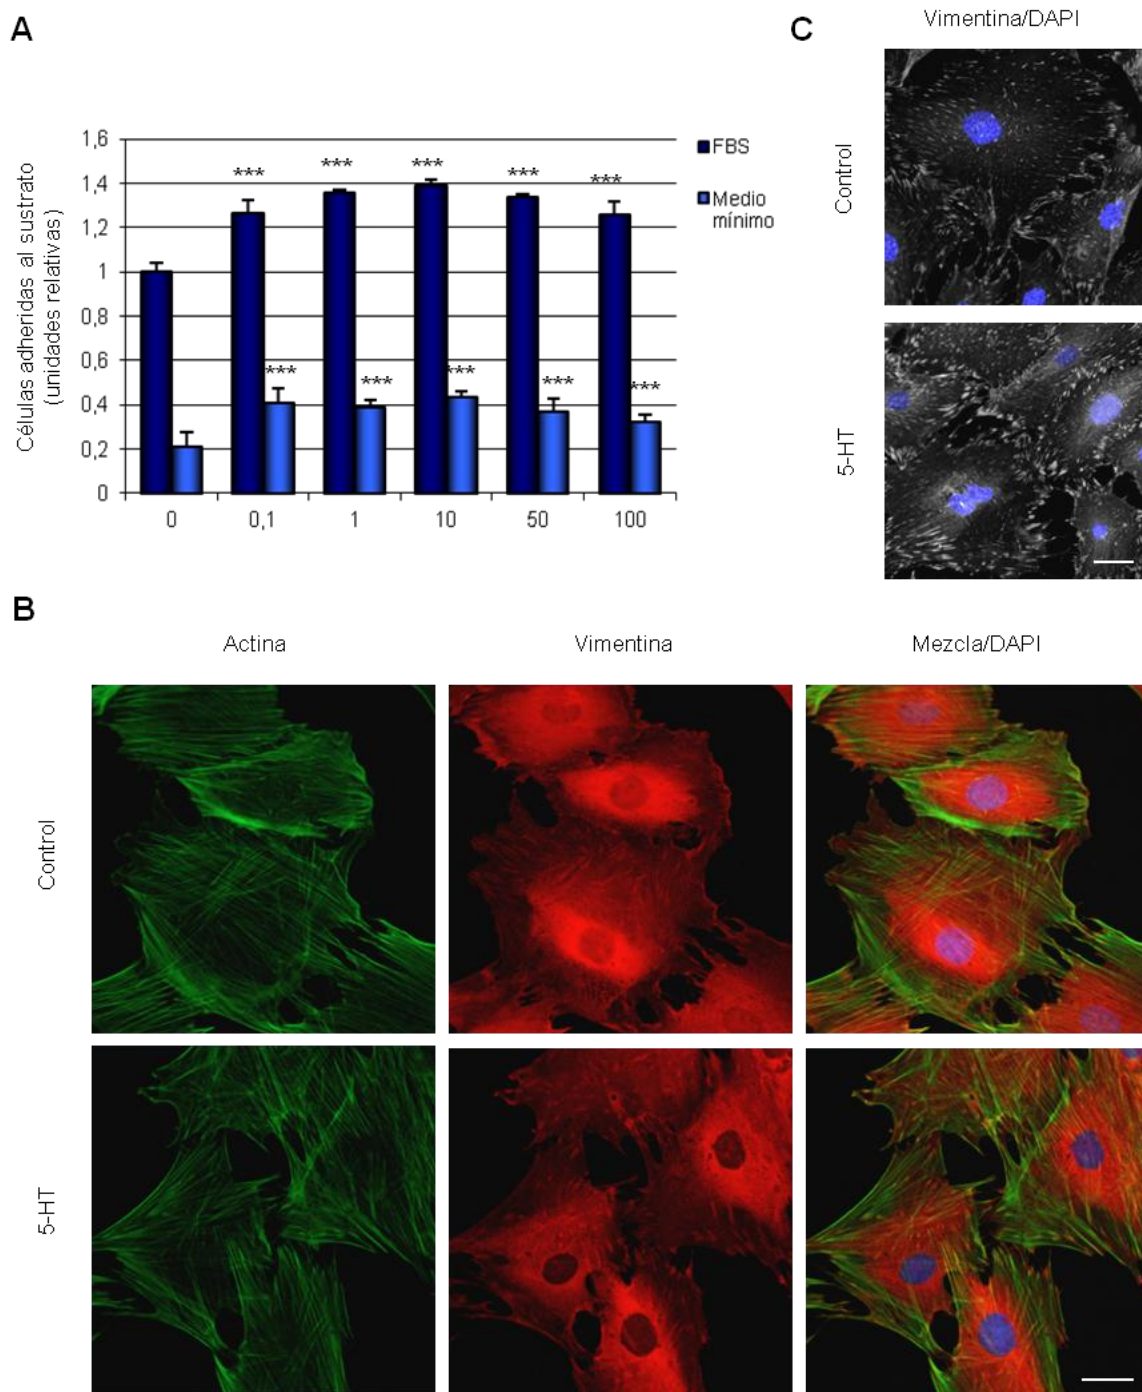 A
Células adheridas al sustrato
(unidades relativas)
1,6
1,4
1,2
1
0,8
0,6
0,4
0,2
0
*** *** *** *** ***
*** *** *** *** ***
0 0,1 1 10 50 100
FBS
Medio
mínimo
C
Vimentina/DAPI
Control
5-HT
B
Actina Vimentina Mezcla/DAPI
Control
5-HT